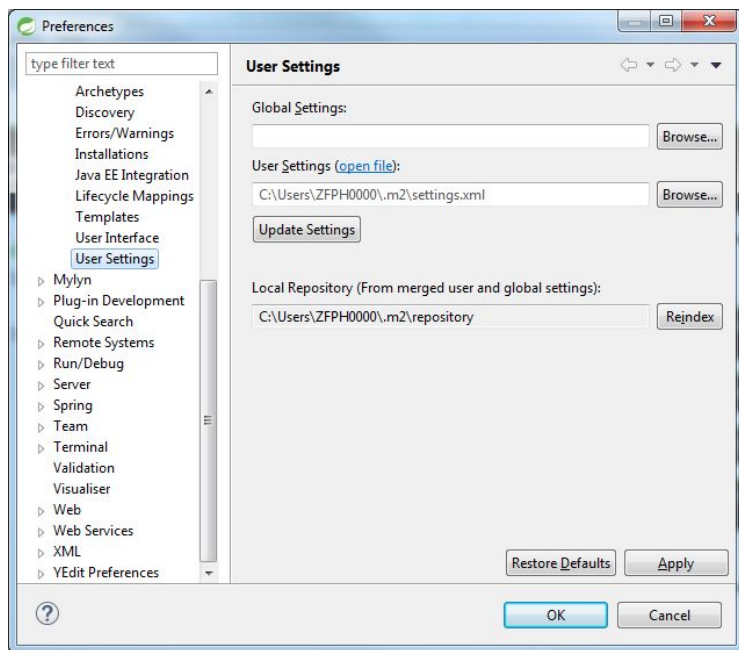 Preferences
type filter text
Archetypes
Discovery
Errors/Warnings
Installations
Java EE Integration
Lifecycle Mappings
Templates
User Interface
User Settings
Mylyn
Plug-in Development
Quick Search
Remote Systems
Run/Debug
Server
Spring
Team
Terminal
Validation
Visualiser
Web
Web Services
XML
YEdit Preferences
User Settings
Global Settings:
Browse...
User Settings (open file):
C:\Users\ZFPH0000\.m2\settings.xml
Browse...
Update Settings
Local Repository (From merged user and global settings):
C:\Users\ZFPH0000\.m2\repository
Reindex
Restore Defaults
Apply
?
OK
Cancel